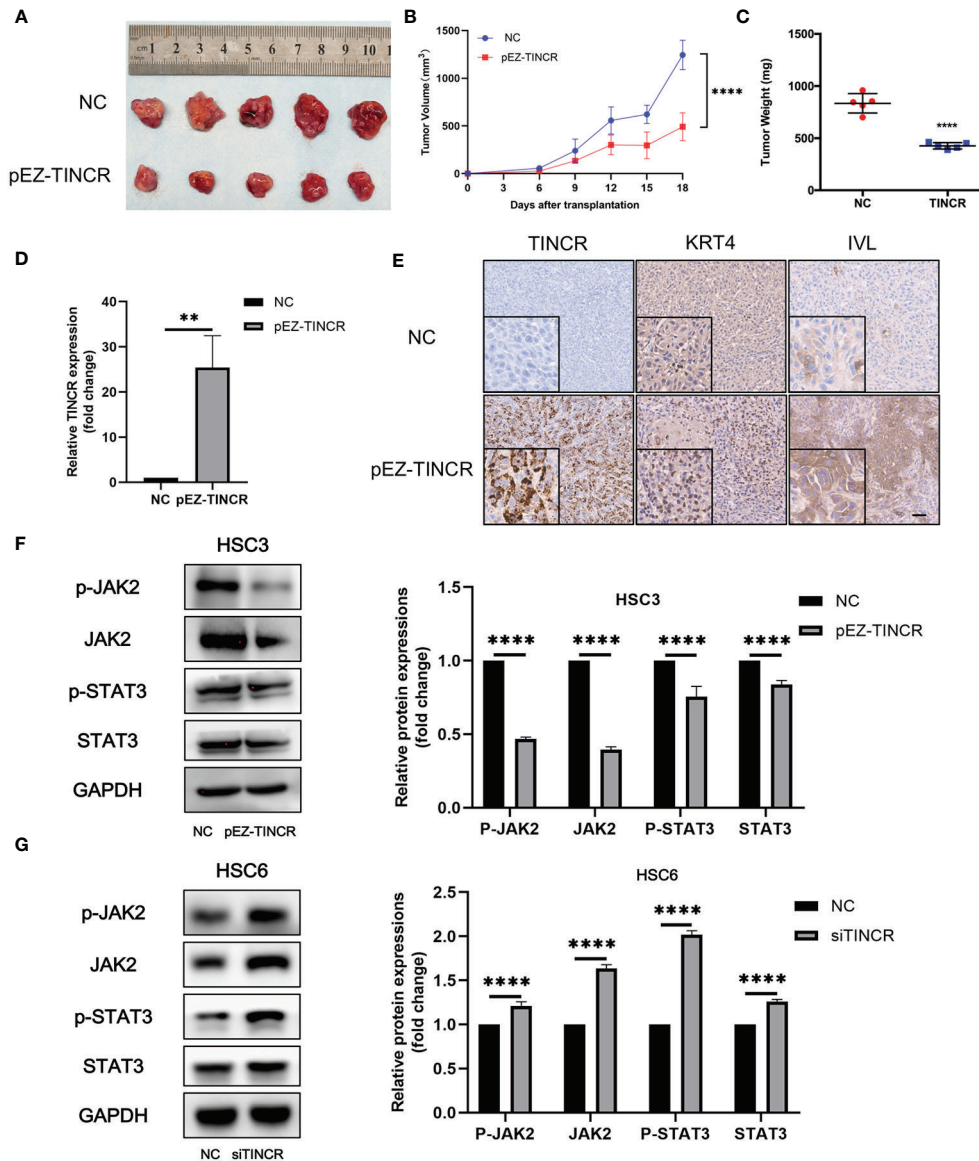 A
cm 1 2 3 4 5 6 7 8 9 10 1
NC
pEZ-TINCR
B
NC
pEZ-TINCR
Tumor Volume(mm³)
1500
1000
500
0
****
0 3 6 9 12 15 18
Days after transplantation
C
Tumor Weight (mg)
1500
1000
500
0
****
NC TINCR
D
Relative TINCR expression
(fold change)
40
30
20
10
0
**
NC
pEZ-TINCR
NC pEZ-TINCR
E
TINCR KRT4 IVL
NC
pEZ-TINCR
F
HSC3
p-JAK2
JAK2
p-STAT3
STAT3
GAPDH
NC pEZ-TINCR
HSC3
NC
pEZ-TINCR
Relative protein expressions
(fold change)
1.5
1.0
0.5
0.0
**** **** **** ****
P-JAK2 JAK2 P-STAT3 STAT3
G
HSC6
p-JAK2
JAK2
p-STAT3
STAT3
GAPDH
NC siTINCR
HSC6
NC
siTINCR
Relative protein expressions
(fold change)
2.5
2.0
1.5
1.0
0.5
0.0
**** **** **** ****
P-JAK2 JAK2 P-STAT3 STAT3